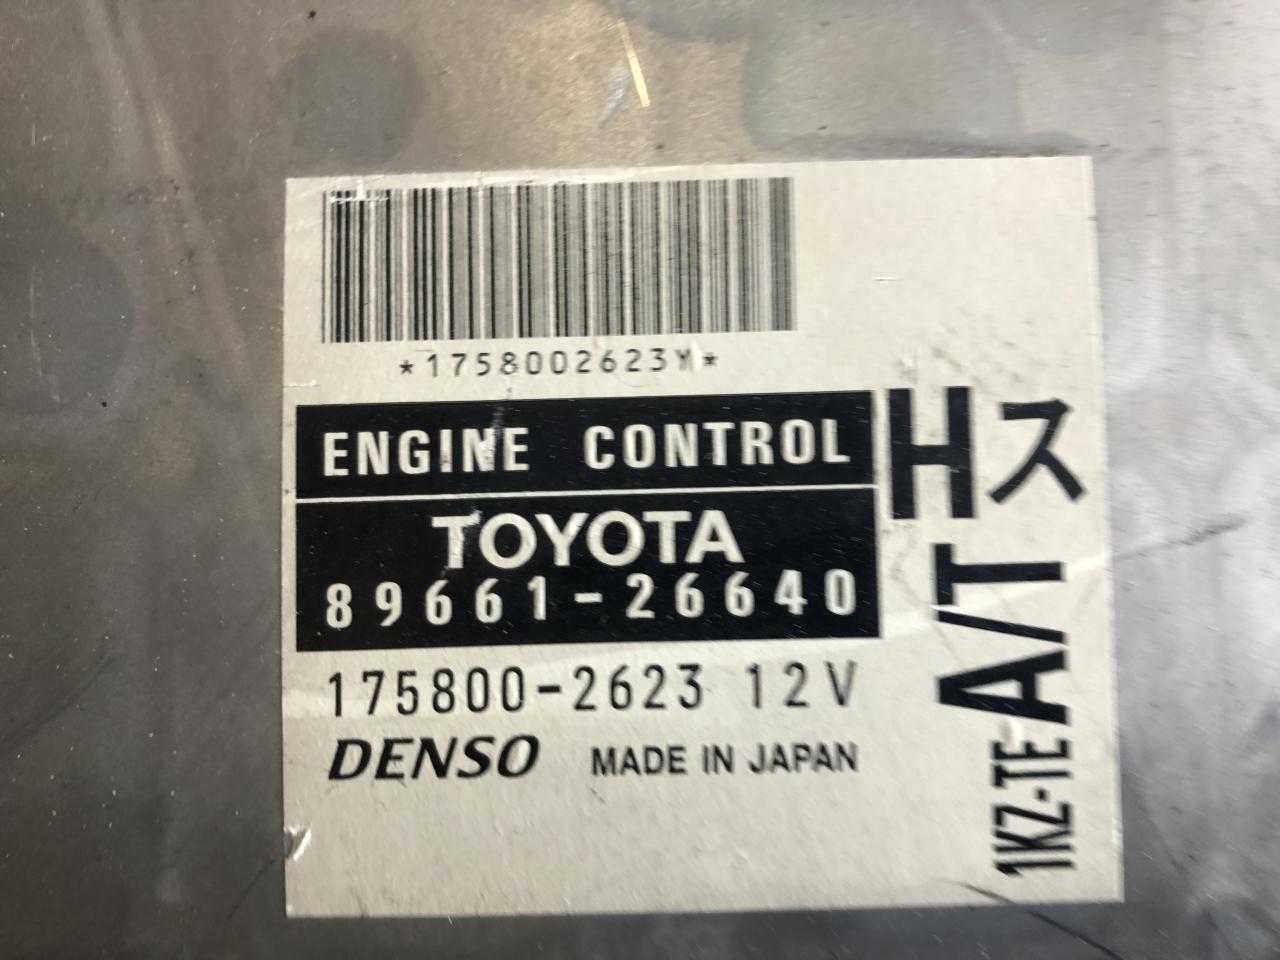 *1758002623Y*
ENGINE CONTROL
TOYOTA
89661-26640
175800-2623 12V
DENSO MADE IN JAPAN
Hス
A/T
1KZ-TE